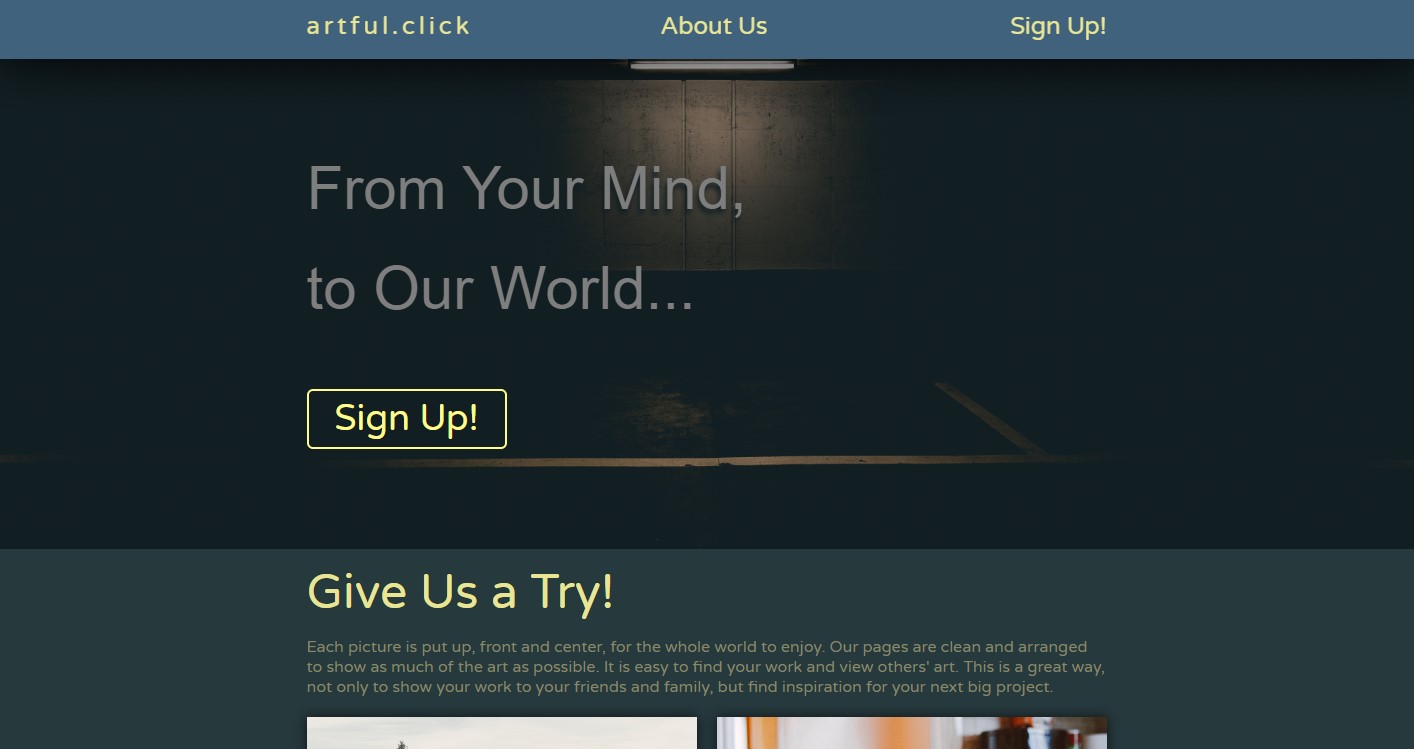 artful.click
About Us
Sign Up!
From Your Mind,
to Our World...
Sign Up!
Give Us a Try!
Each picture is put up, front and center, for the whole world to enjoy. Our pages are clean and arranged
to show as much of the art as possible. It is easy to find your work and view others' art. This is a great way,
not only to show your work to your friends and family, but find inspiration for your next big project.